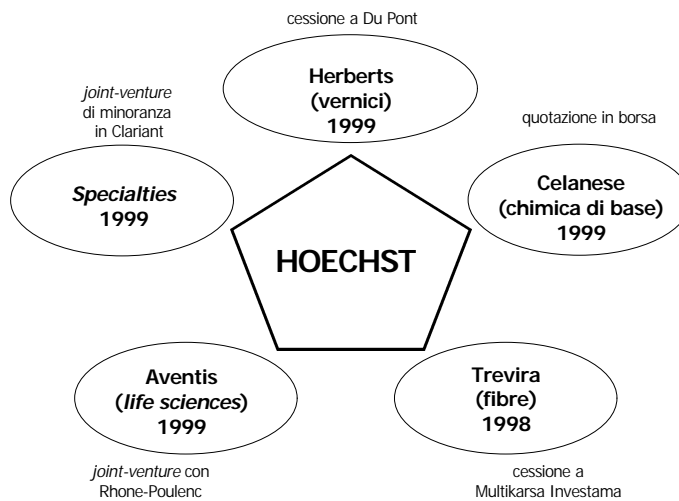 cessione a Du Pont
Herberts
(vernici)
1999
joint-venture
di minoranza
in Clariant
Specialties
1999
quotazione in borsa
Celanese
(chimica di base)
1999
HOECHST
Aventis
(life sciences)
1999
joint-venture con
Rhone-Poulenc
Trevira
(fibre)
1998
cessione a
Multikarsa Investama